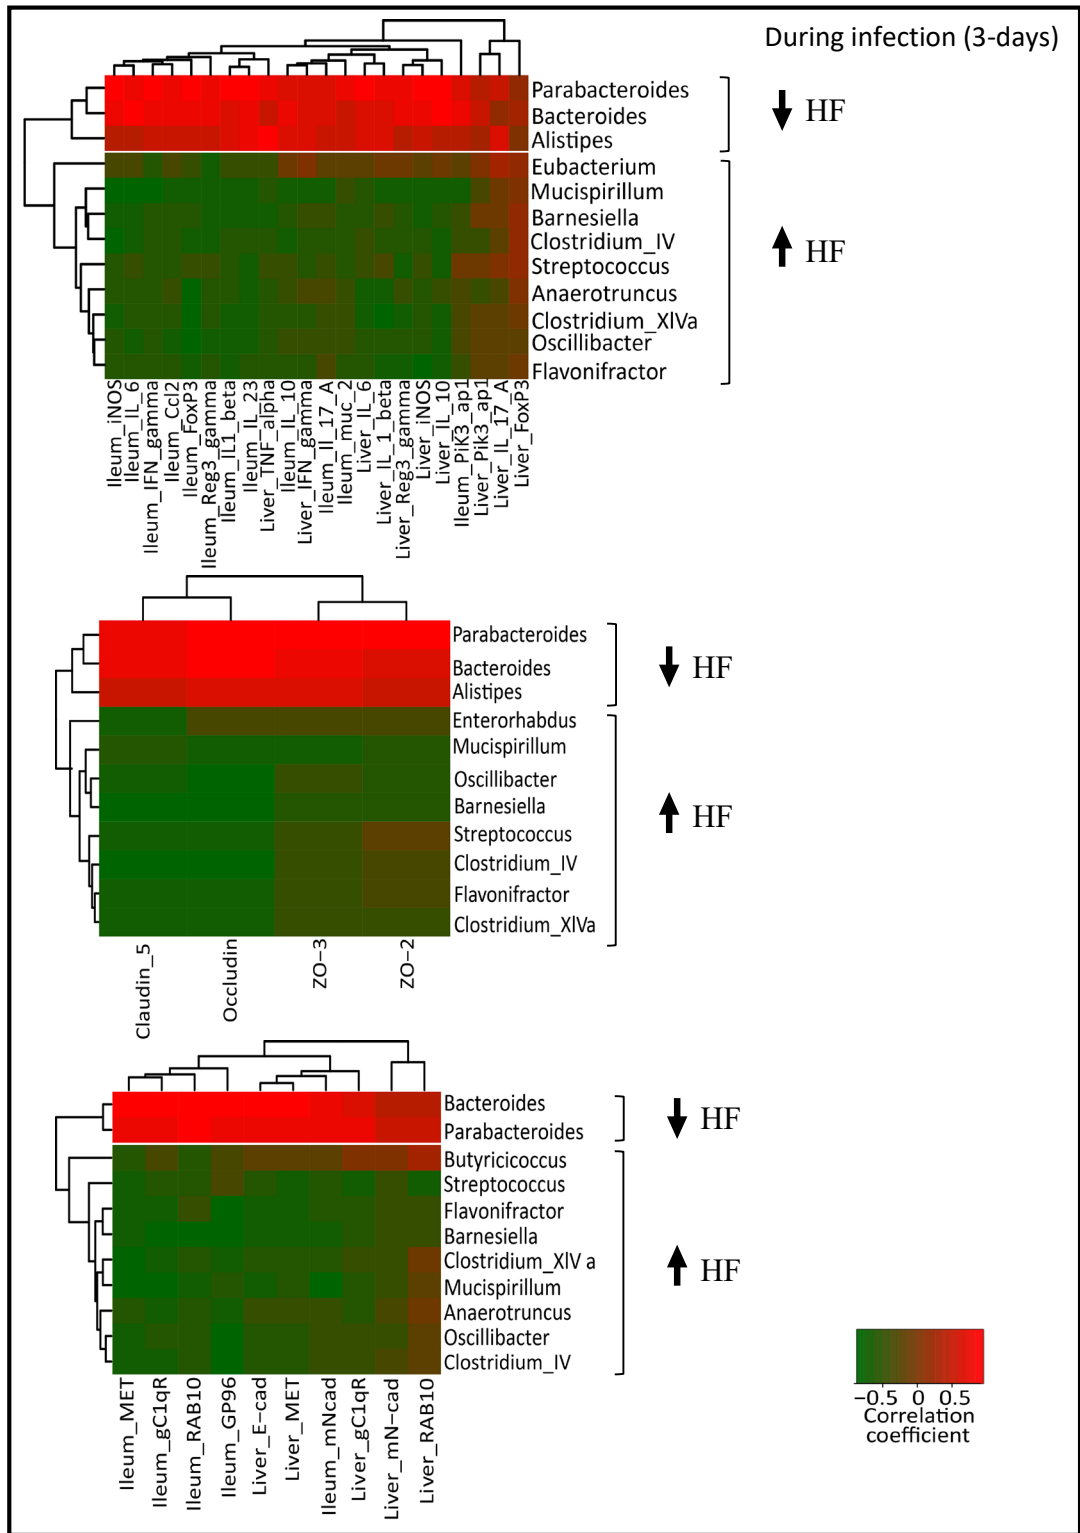 During infection (3-days)
Parabacteroides
Bacteroides
Alistipes
HF
Eubacterium
Mucispirillum
Barnesiella
Clostridium_IV
Streptococcus
Anaerotruncus
Clostridium_XlVa
Oscillibacter
Flavonifractor
HF
Ileum_iNOS
Ileum_IL_6
Ileum_IFN_gamma
Ileum_Ccl2
Ileum_FoxP3
Ileum_Reg3_gamma
Ileum_IL1_beta
Ileum_IL_23
Liver_TNF_alpha
Ileum_IL_10
Liver_IFN_gamma
Ileum_Il_17_A
Ileum_muc_2
Liver_IL_6
Liver_IL_1_beta
Liver_Reg3_gamma
Liver_iNOS
Liver_IL_10
Ileum_PiK3_ap1
Liver_Pik3_ap1
Liver_IL_17_A
Liver_FoxP3
Parabacteroides
Bacteroides
Alistipes
HF
Enterorhabdus
Mucispirillum
Oscillibacter
Barnesiella
Streptococcus
Clostridium_IV
Flavonifractor
Clostridium_XlVa
HF
Claudin_5
Occludin
ZO−3
ZO−2
Bacteroides
Parabacteroides
HF
Butyricicoccus
Streptococcus
Flavonifractor
Barnesiella
Clostridium_XlV a
Mucispirillum
Anaerotruncus
Oscillibacter
Clostridium_IV
HF
Ileum_MET
Ileum_gC1qR
Ileum_RAB10
Ileum_GP96
Liver_E−cad
Liver_MET
Ileum_mNcad
Liver_gC1qR
Liver_mN−cad
Liver_RAB10
−0.5 0 0.5
Correlation
coefficient